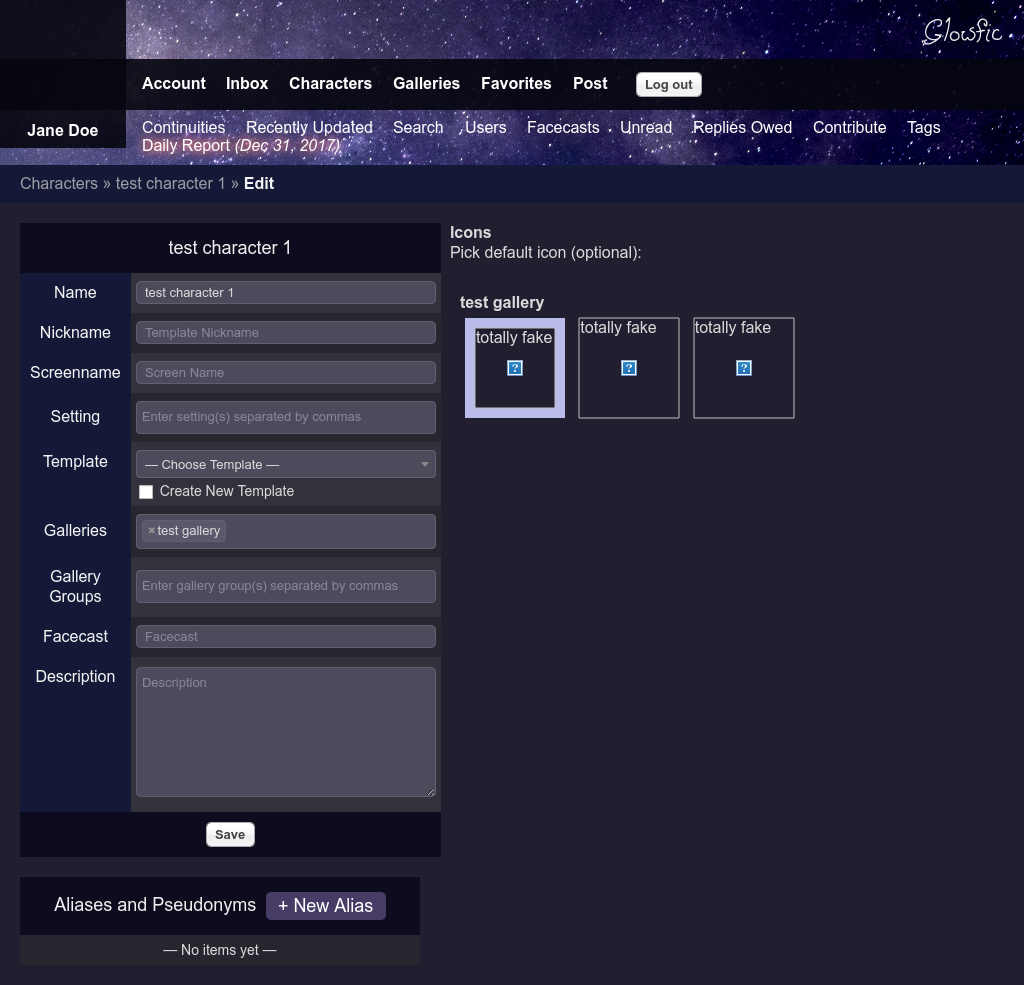 Glowfic
Account Inbox Characters Galleries Favorites Post Log out
Jane Doe
Continuities Recently Updated Search Users Facecasts Unread Replies Owed Contribute Tags
Daily Report (Dec 31, 2017)
Characters » test character 1 » Edit
test character 1
Name test character 1
Nickname Template Nickname
Screenname Screen Name
Setting Enter setting(s) separated by commas
Template — Choose Template —
Create New Template
Galleries × test gallery
Gallery Groups Enter gallery group(s) separated by commas
Facecast Facecast
Description Description
Save
Aliases and Pseudonyms + New Alias
— No items yet —
Icons
Pick default icon (optional):
test gallery
totally fake totally fake totally fake